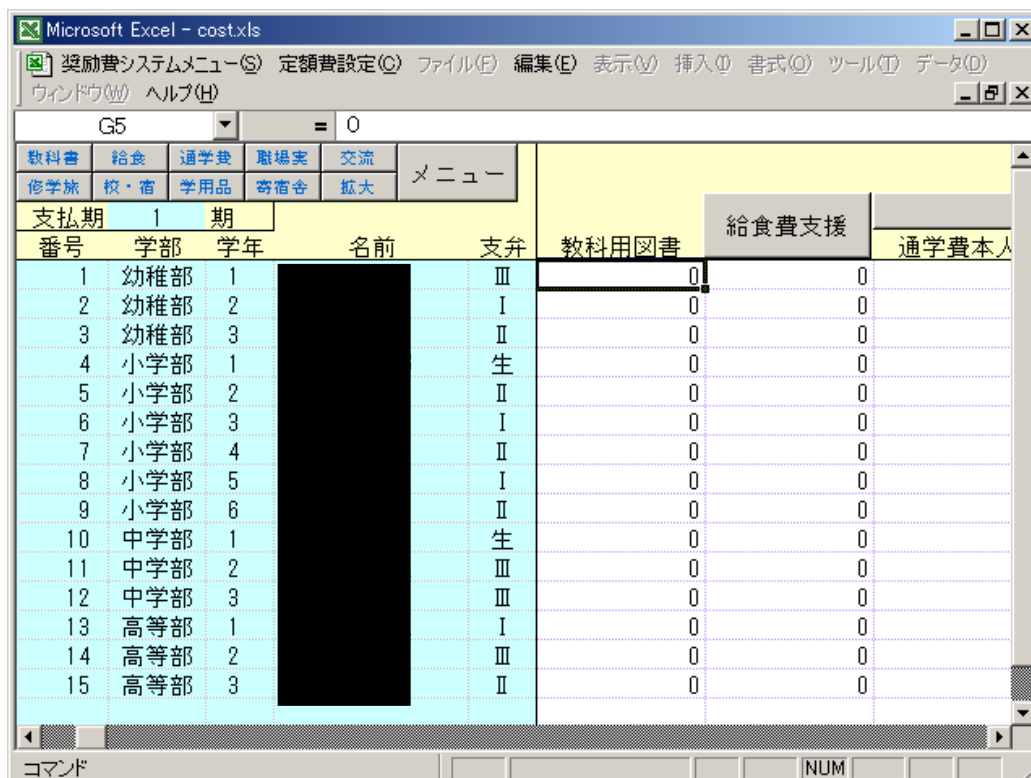 Microsoft Excel - cost.xls
奨励費システムメニュー(S) 定額費設定(C) ファイル(F) 編集(E) 表示(V) 挿入(I) 書式(O) ツール(T) データ(D)
ウィンドウ(W) ヘルプ(H)
G5 = 0
教科書 給食 通学費 職場実 交流 メニュー
修学旅 校・宿 学用品 寄宿舎 拡大
支払期 1 期 給食費支援
番号 学部 学年 名前 支弁 教科用図書 通学費本人
1 幼稚部 1 Ⅲ 0 0
2 幼稚部 2 Ⅰ 0 0
3 幼稚部 3 Ⅱ 0 0
4 小学部 1 生 0 0
5 小学部 2 Ⅱ 0 0
6 小学部 3 Ⅰ 0 0
7 小学部 4 Ⅱ 0 0
8 小学部 5 Ⅰ 0 0
9 小学部 6 Ⅱ 0 0
10 中学部 1 生 0 0
11 中学部 2 Ⅲ 0 0
12 中学部 3 Ⅲ 0 0
13 高等部 1 Ⅰ 0 0
14 高等部 2 Ⅲ 0 0
15 高等部 3 Ⅱ 0 0
コマンド NUM